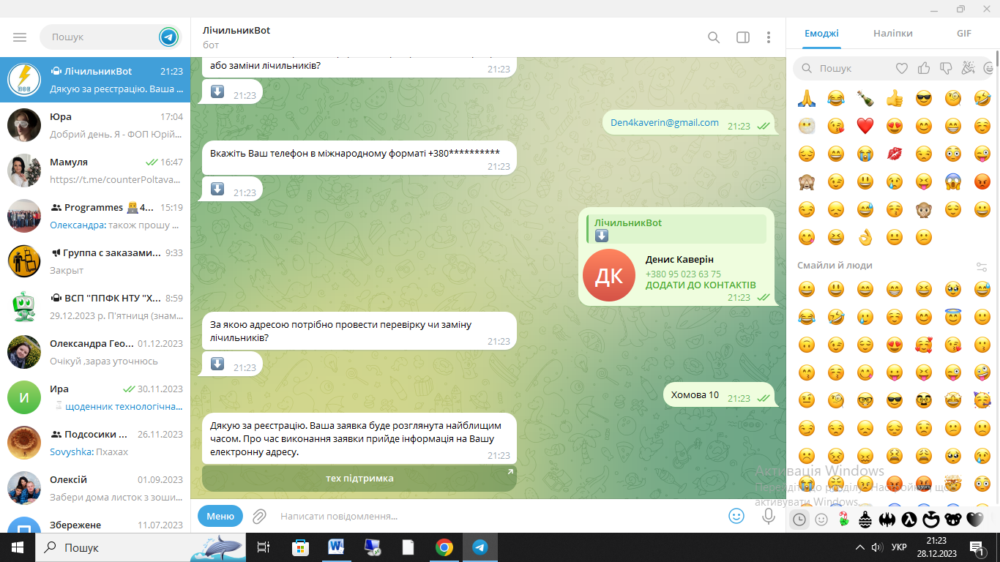 Пошук
ЛічильникBot
21:23
Дякую за реєстрацію. Ваша ...
Юра
17:04
Добрий день. Я - ФОП Юрій...
Мамуля
16:47
https://t.me/counterPoltava...
Programmes 👨‍💻4...
15:19
Олександра: також прошу ...
Группа с заказами...
9:33
Закрыт
ВСП "ППФК НТУ "Х...
8:59
29.12.2023 р. П'ятниця (знам...
Олександра Гео...
01.12.2023
Очікуй ,зараз уточнюсь
И
Ира
30.11.2023
щоденник технологічна...
Подсосики ...
26.11.2023
Sovyshka: Пхахах
Олексій
01.09.2023
Забери дома листок з зоши...
Збережене
11.07.2023
ЛічильникBot
бот
або заміни лічильників?
21:23
21:23
Den4kaverin@gmail.com
21:23
Вкажіть Ваш телефон в міжнародному форматі +380**********
21:23
21:23
ЛічильникBot
ДК
Денис Каверін
+380 95 023 63 75
ДОДАТИ ДО КОНТАКТІВ
21:23
За якою адресою потрібно провести перевірку чи заміну
лічильників?
21:23
21:23
Хомова 10
21:23
Дякую за реєстрацію. Ваша заявка буде розглянута найблищим
часом. Про час виконання заявки прийде інформація на Вашу
електронну адресу.
21:23
тех підтримка
Меню
Написати повідомлення...
Емоджі
Наліпки
GIF
Пошук
Смайли й люди
Активація Windows
активувати Windows.
Пошук
УКР
21:23
28.12.2023
1